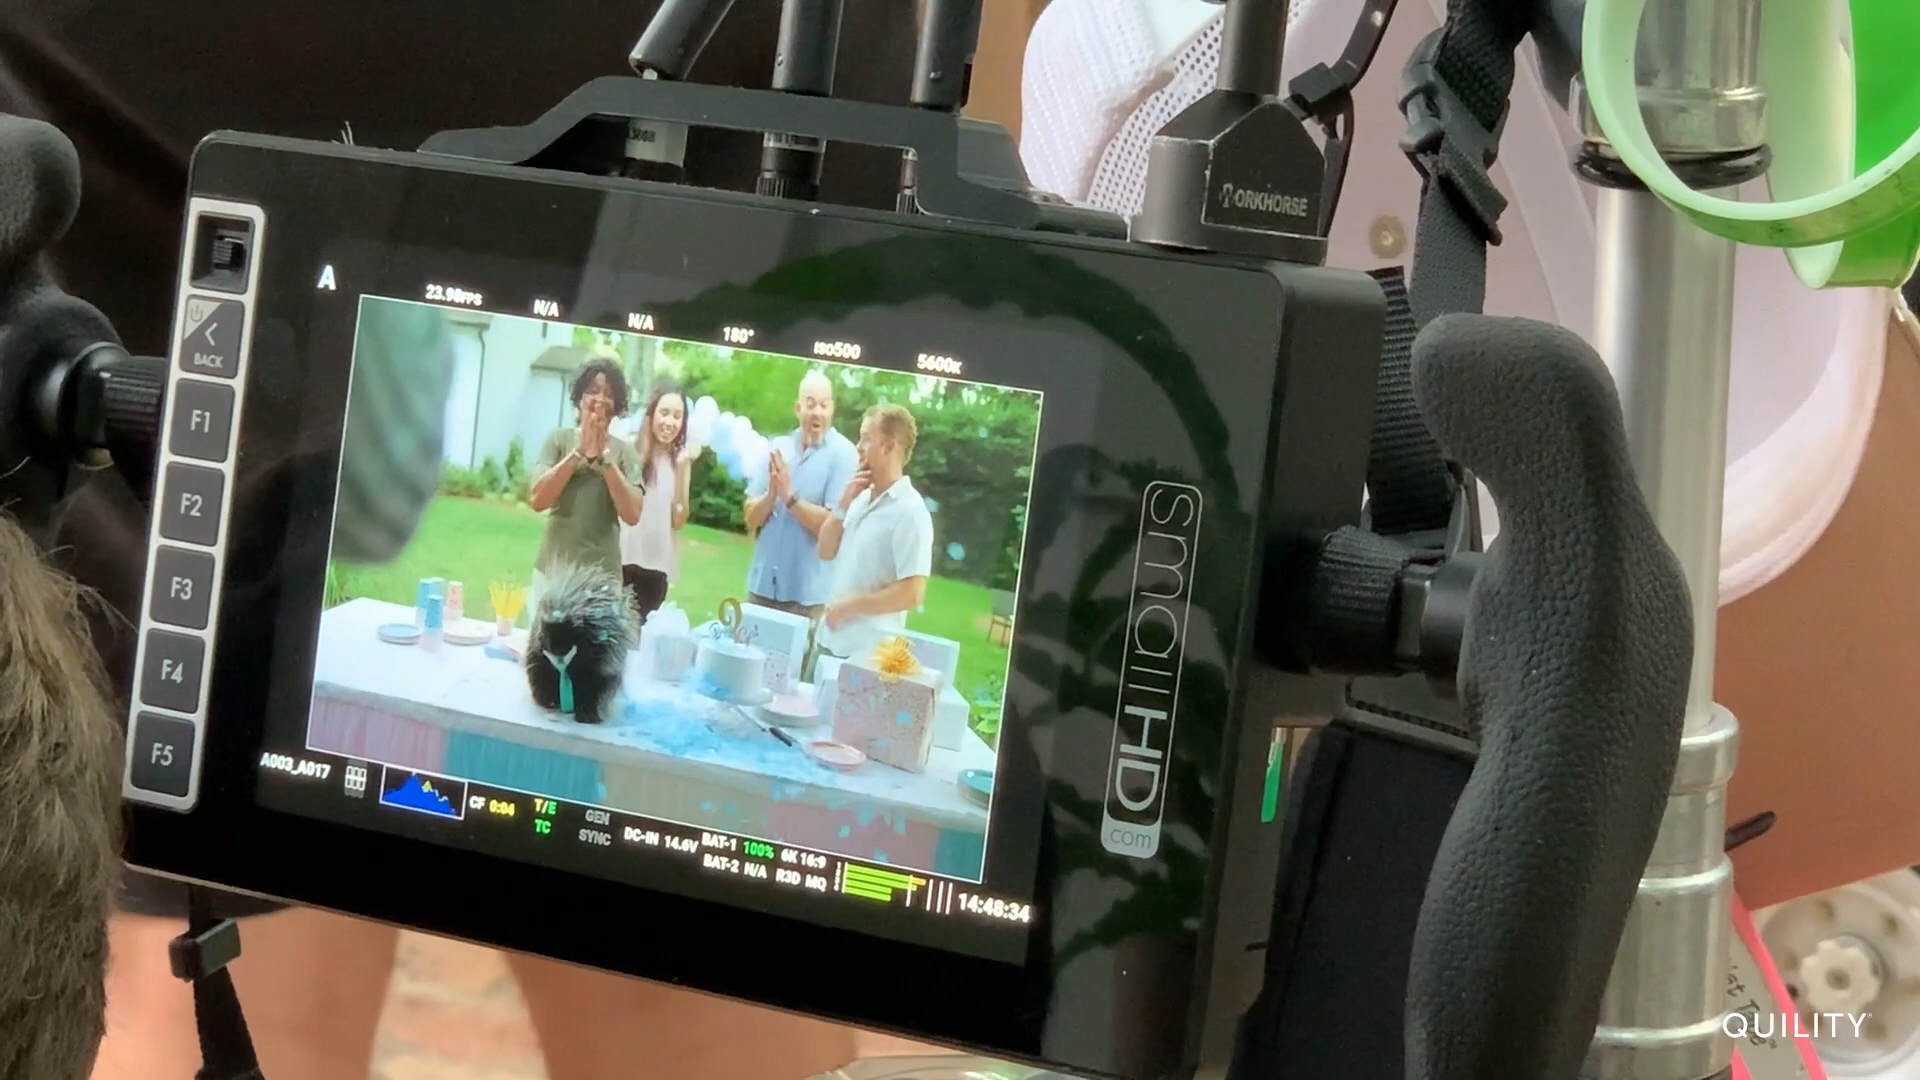 ORKHORSE
A
23.98FPS
N/A
N/A
180°
ISO500
5600K
BACK
F1
F2
F3
F4
F5
smallHD
.com
A003_A017
CF 0:04
T/E
TC
GEN
SYNC
DC-IN 14.6V
BAT-1 100% 6K 16:9
BAT-2 N/A R3D MQ
14:48:34
QUILITY